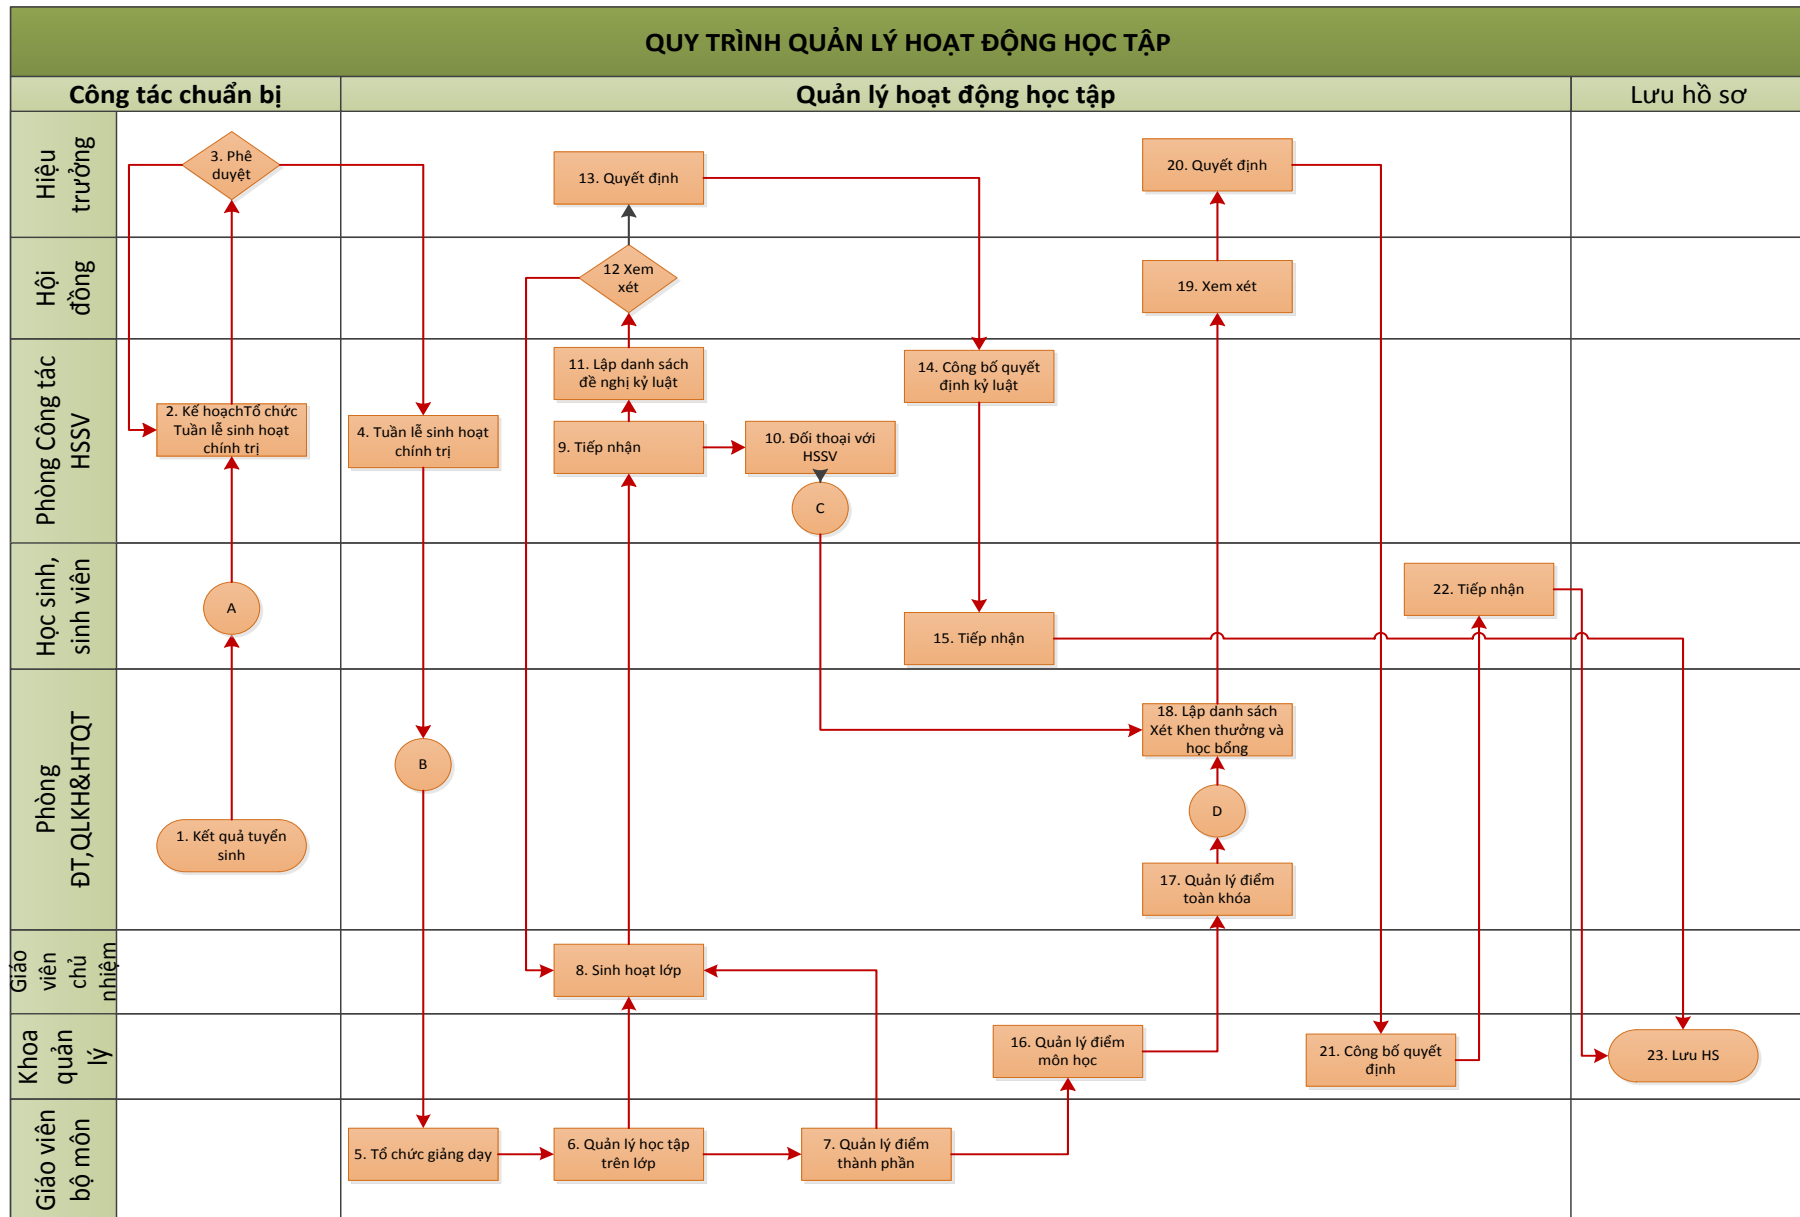 QUY TRÌNH QUẢN LÝ HOẠT ĐỘNG HỌC TẬP
Công tác chuẩn bị
Quản lý hoạt động học tập
Lưu hồ sơ
Hiệu
trưởng
3. Phê
duyệt
13. Quyết định
20. Quyết định
Hội
đồng
12 Xem
xét
19. Xem xét
Phòng Công tác
HSSV
2. Kế hoạchTổ chức
Tuần lễ sinh hoạt
chính trị
4. Tuần lễ sinh hoạt
chính trị
11. Lập danh sách
đề nghị kỷ luật
9. Tiếp nhận
10. Đối thoại với
HSSV
C
14. Công bố quyết
định kỷ luật
Học sinh,
sinh viên
A
15. Tiếp nhận
22. Tiếp nhận
Phòng
ĐT,QLKH&HTQT
1. Kết quả tuyển
sinh
B
18. Lập danh sách
Xét Khen thưởng và
học bổng
D
17. Quản lý điểm
toàn khóa
Giáo
viên
chủ
nhiệm
8. Sinh hoạt lớp
Khoa
quản
lý
16. Quản lý điểm
môn học
21. Công bố quyết
định
23. Lưu HS
Giáo viên
bộ môn
5. Tổ chức giảng dạy
6. Quản lý học tập
trên lớp
7. Quản lý điểm
thành phần